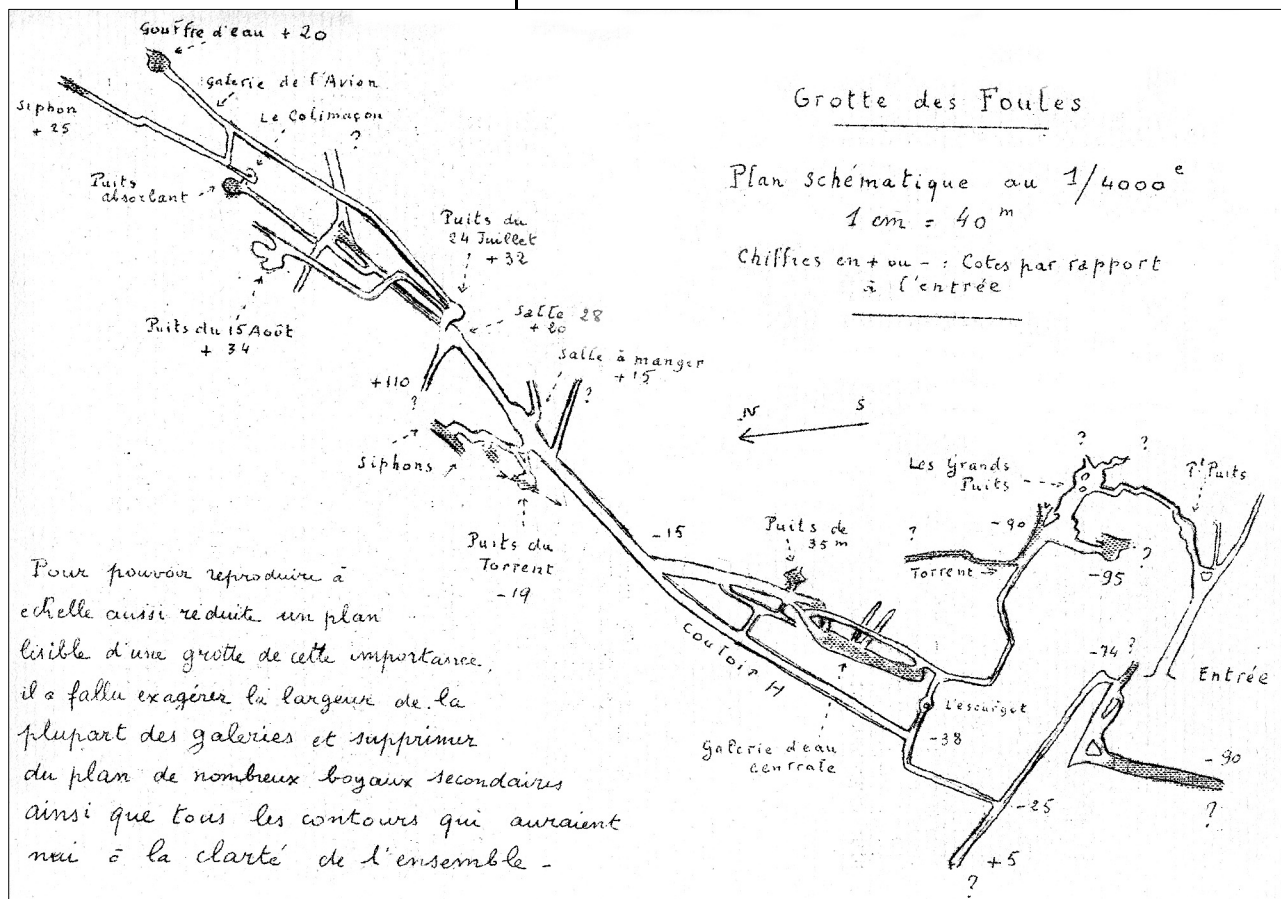 Gouffre d'eau + 20
Galerie de l'Avion
Siphon
+ 25
Le Colimaçon
?
Puits
absorbant
Puits du
24 Juillet
+ 32
Puits du 15 Août
+ 34
Salle 28
+ 20
Salle à manger
+ 15
?
+110
?
Siphons
Puits du
Torrent
- 19
Grotte des Foules
Plan schématique au 1/4000e
1 cm = 40 m
Chiffres en + ou - : Cotes par rapport
à l'entrée
N
S
- 15
Puits de
35 m
Couloir H
Galerie d'eau
centrale
L'escargot
- 38
Les Grands
Puits
?
?
Pt Puits
- 90
?
Torrent
- 95
?
- 74
?
Entrée
- 90
?
- 25
+ 5
?
Pour pouvoir reproduire à
echelle aussi reduite un plan
lisible d'une grotte de cette importance,
il a fallu exagérer la largeur de la
plupart des galeries et supprimer
du plan de nombreux boyaux secondaires
ainsi que tous les contours qui auraient
nui à la clarté de l'ensemble -